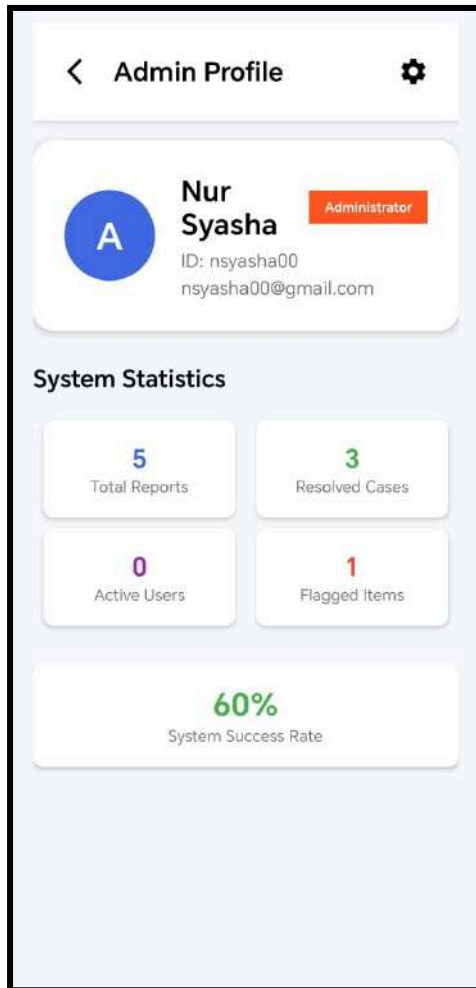 Admin Profile
A
Nur
Syasha
Administrator
ID: nsyasha00
nsyasha00@gmail.com
System Statistics
5
Total Reports
3
Resolved Cases
0
Active Users
1
Flagged Items
60%
System Success Rate